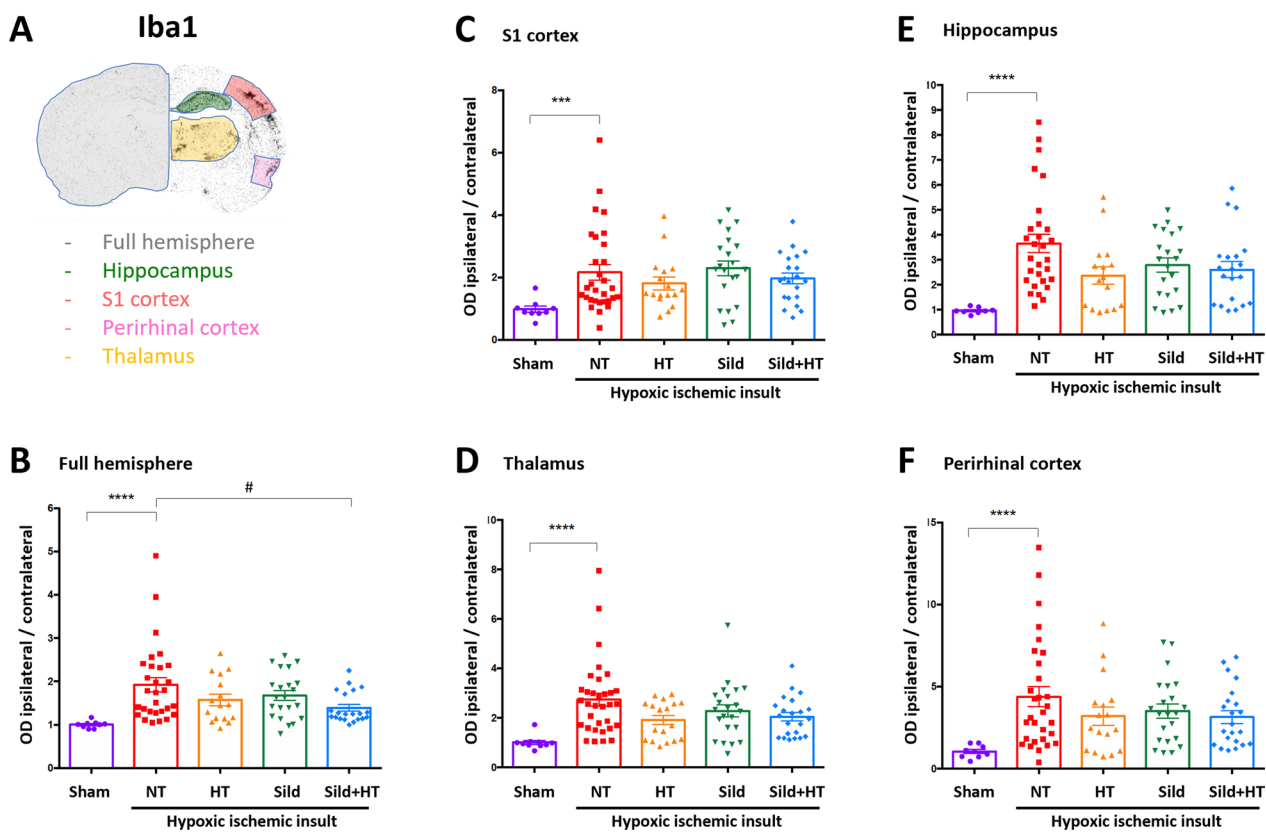 A
Iba1
- Full hemisphere
- Hippocampus
- S1 cortex
- Perirhinal cortex
- Thalamus
B Full hemisphere
OD ipsilateral / contralateral
6
5
4
3
2
1
0
****
#
Sham NT HT Sild Sild+HT
Hypoxic ischemic insult
C S1 cortex
OD ipsilateral / contralateral
8
6
4
2
0
***
Sham NT HT Sild Sild+HT
Hypoxic ischemic insult
D Thalamus
OD ipsilateral / contralateral
10
8
6
4
2
0
****
Sham NT HT Sild Sild+HT
Hypoxic ischemic insult
E Hippocampus
OD ipsilateral / contralateral
10
9
8
7
6
5
4
3
2
1
0
****
Sham NT HT Sild Sild+HT
Hypoxic ischemic insult
F Perirhinal cortex
OD ipsilateral / contralateral
15
10
5
0
****
Sham NT HT Sild Sild+HT
Hypoxic ischemic insult